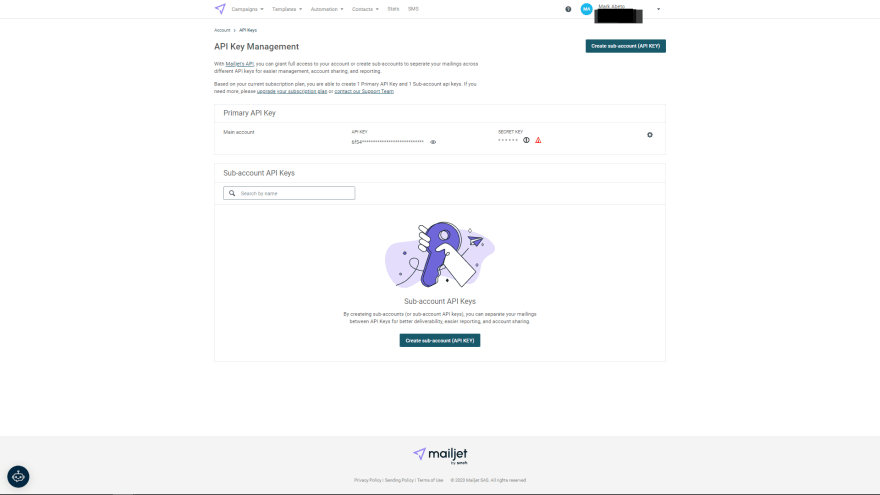 Campaigns Templates Automation Contacts Stats SMS
MA Mark Abeto
Account > API Keys
API Key Management
Create sub-account (API KEY)
With Mailjet's API, you can grant full access to your account or create sub-accounts to seperate your mailings across
different API keys for easier management, account sharing, and reporting.
Based on your current subscription plan, you are able to create 1 Primary API Key and 1 Sub-account api keys. If you
need more, please upgrade your subscription plan or contact our Support Team
Primary API Key
Main account
API KEY
SECRET KEY
bf54****************************
******
Sub-account API Keys
Search by name
Sub-account API Keys
By createing sub-accounts (or sub-account API keys), you can separate your mailings
between API Keys for better deliverability, easier reporting, and account sharing.
Create sub-account (API KEY)
mailjet
by sinch
Privacy Policy | Sending Policy | Terms of Use © 2023 Mailjet SAS. All rights reserved